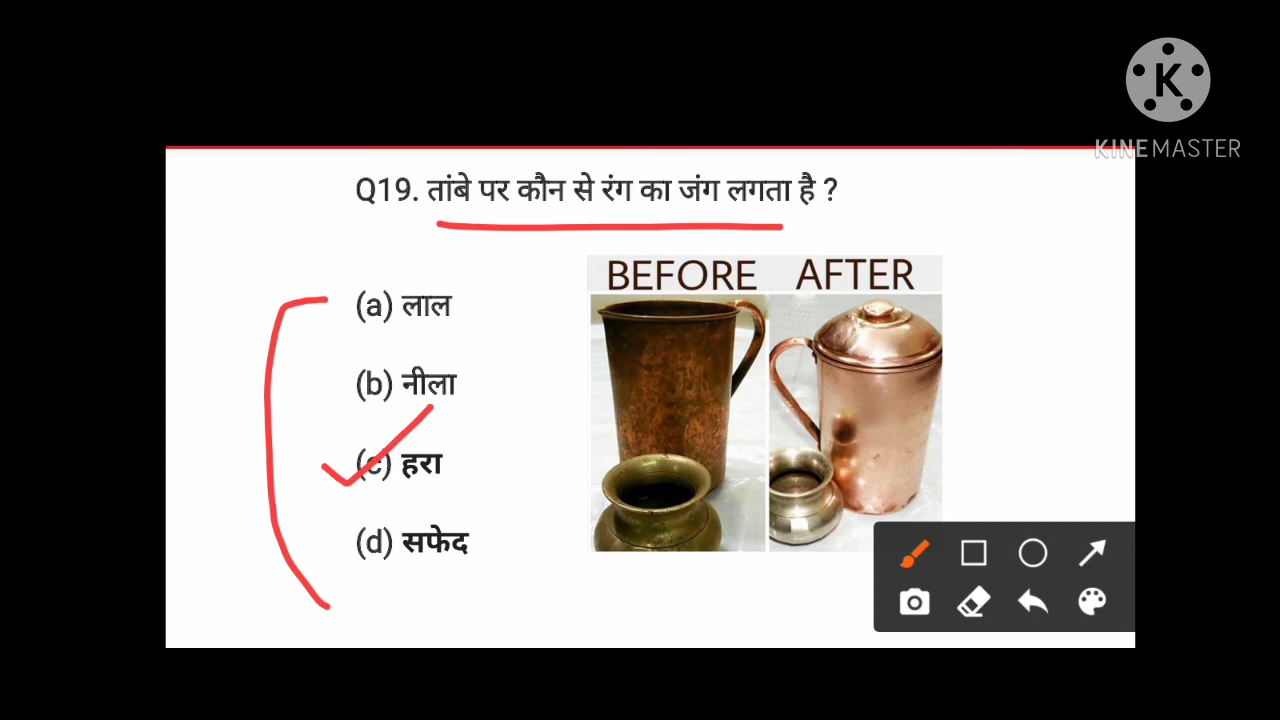 K
KINEMASTER
Q19. तांबे पर कौन से रंग का जंग लगता है ?
BEFORE AFTER
(a) लाल
(b) नीला
(c) हरा
(d) सफेद